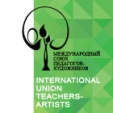 МЕЖДУНАРОДНЫЙ
СОЮЗ
ПЕДАГОГОВ-
ХУДОЖНИКОВ
INTERNATIONAL
UNION
TEACHERS-
ARTISTS